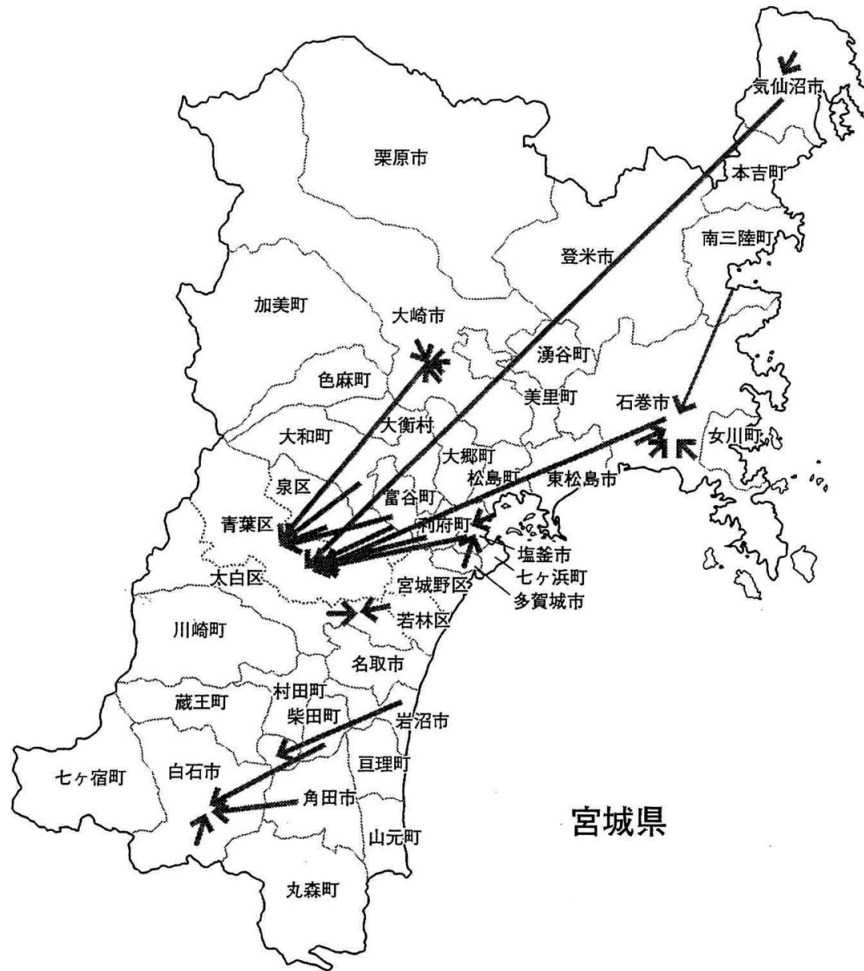 気仙沼市
栗原市
本吉町
南三陸町
登米市
加美町
大崎市
湧谷町
色麻町
美里町
石巻市
大衡村
大和町
女川町
大郷町
泉区
松島町
東松島市
富谷町
青葉区
利府町
塩釜市
太白区
宮城野区
七ヶ浜町
多賀城市
若林区
川崎町
名取市
村田町
蔵王町
柴田町
岩沼市
七ヶ宿町
白石市
亘理町
角田市
山元町
宮城県
丸森町